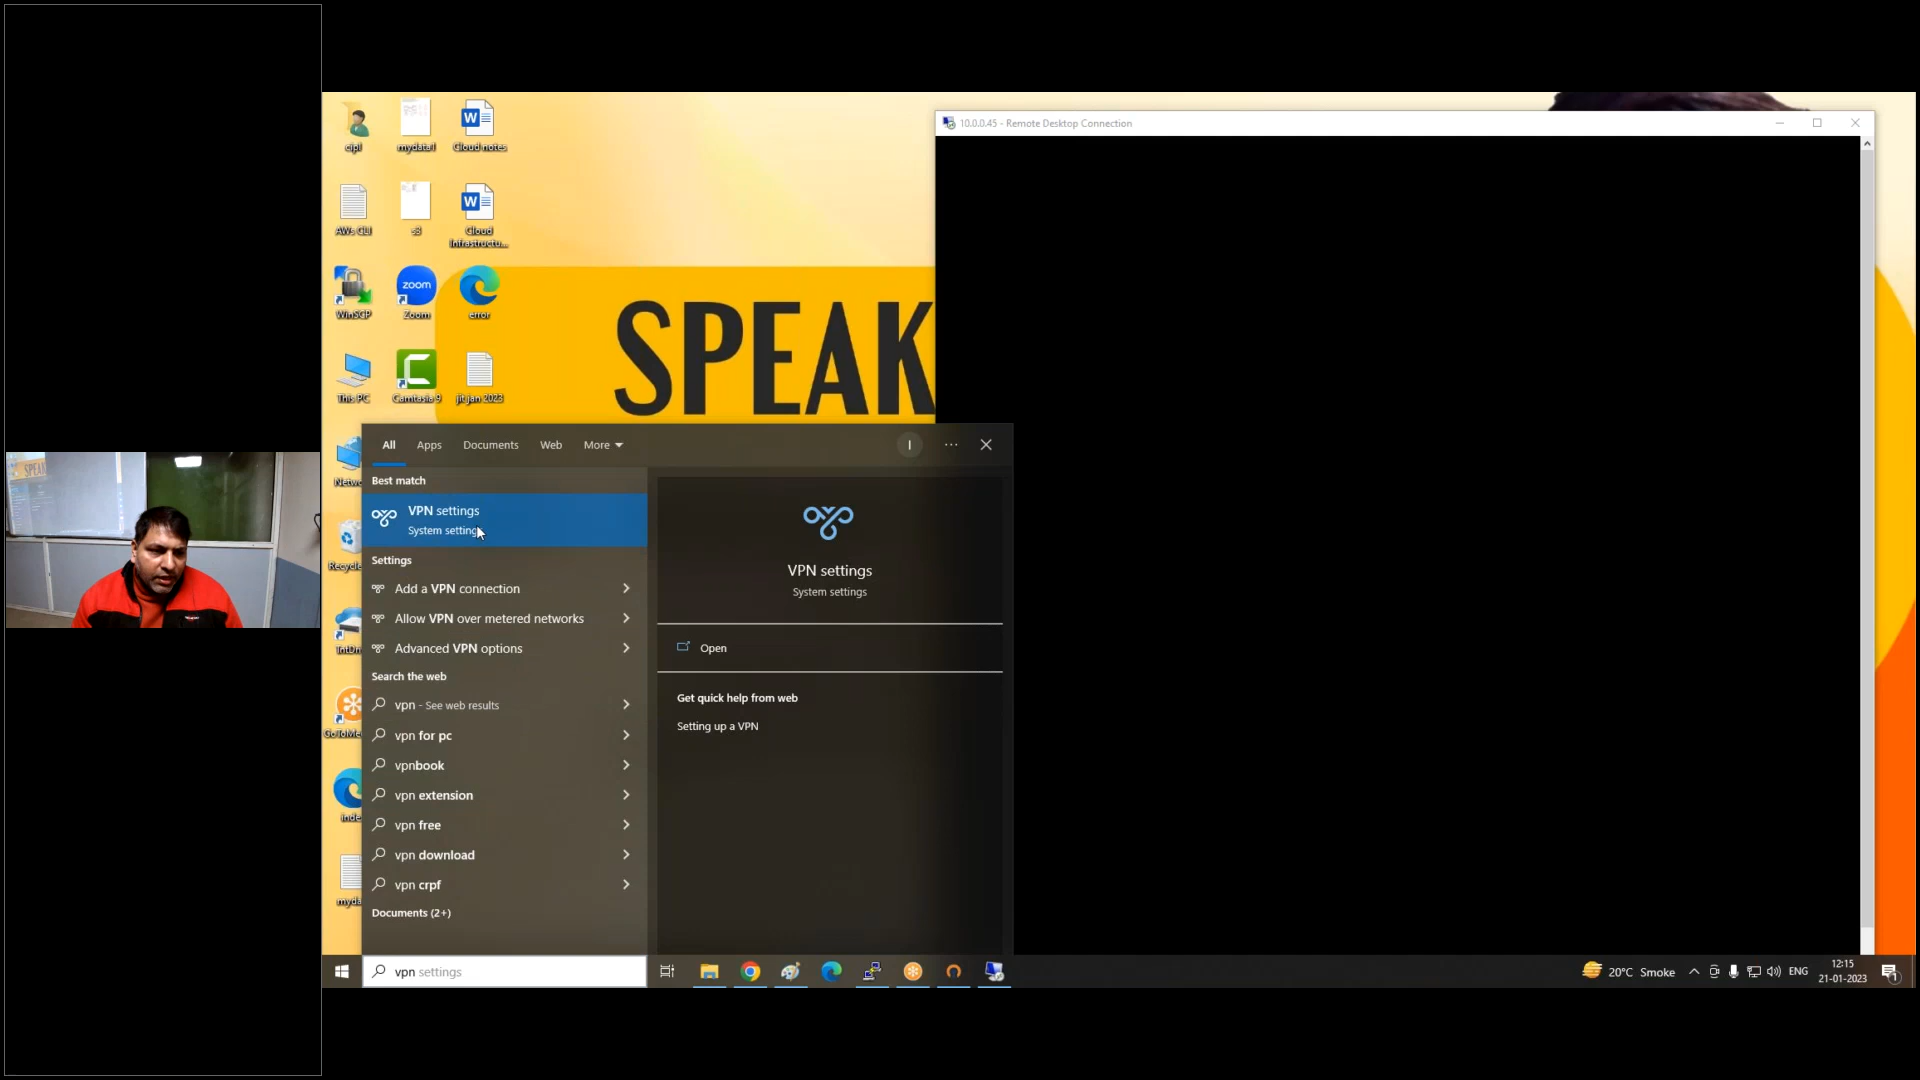 cipl
mydata1
Cloud notes
AWs CLI
s3
Cloud
Infrastructu...
WinSCP
zoom
Zoom
error
This PC
Camtasia 9
jit jan 2023
SPEAK
10.0.0.45 - Remote Desktop Connection
All
Apps
Documents
Web
More
I
Best match
VPN settings
System settings
Settings
Add a VPN connection
Allow VPN over metered networks
Advanced VPN options
Search the web
vpn - See web results
vpn for pc
vpnbook
vpn extension
vpn free
vpn download
vpn crpf
Documents (2+)
VPN settings
System settings
Open
Get quick help from web
Setting up a VPN
vpn settings
20°C Smoke
ENG
12:15
21-01-2023
1